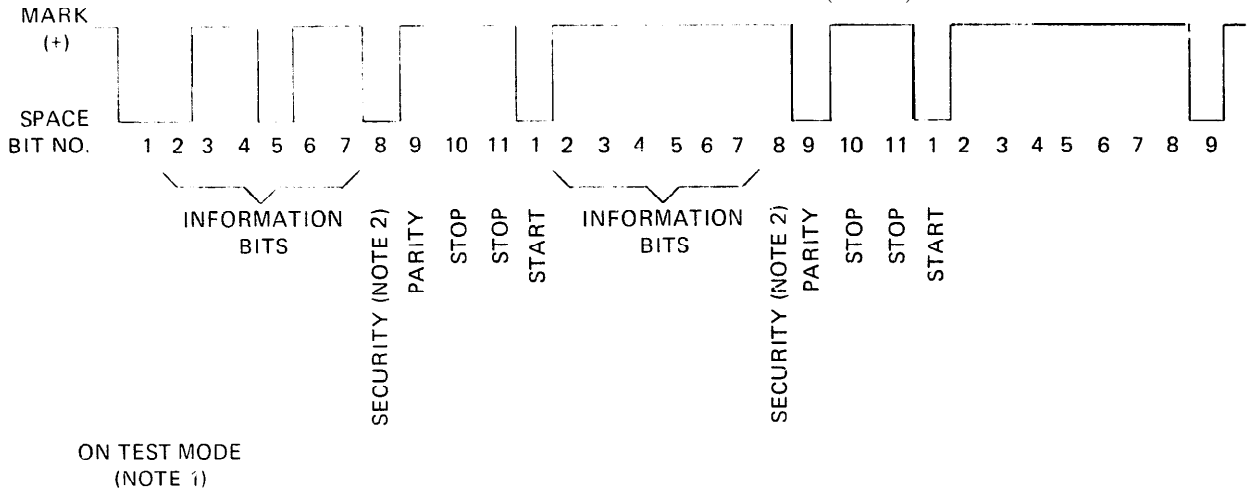 MARK
(+)
SPACE
BIT NO. 1 2 3 4 5 6 7 8 9 10 11 1 2 3 4 5 6 7 8 9 10 11 1 2 3 4 5 6 7 8 9
INFORMATION
BITS
SECURITY (NOTE 2)
PARITY
STOP
STOP
START
INFORMATION
BITS
SECURITY (NOTE 2)
PARITY
STOP
STOP
START
ON TEST MODE
(NOTE 1)